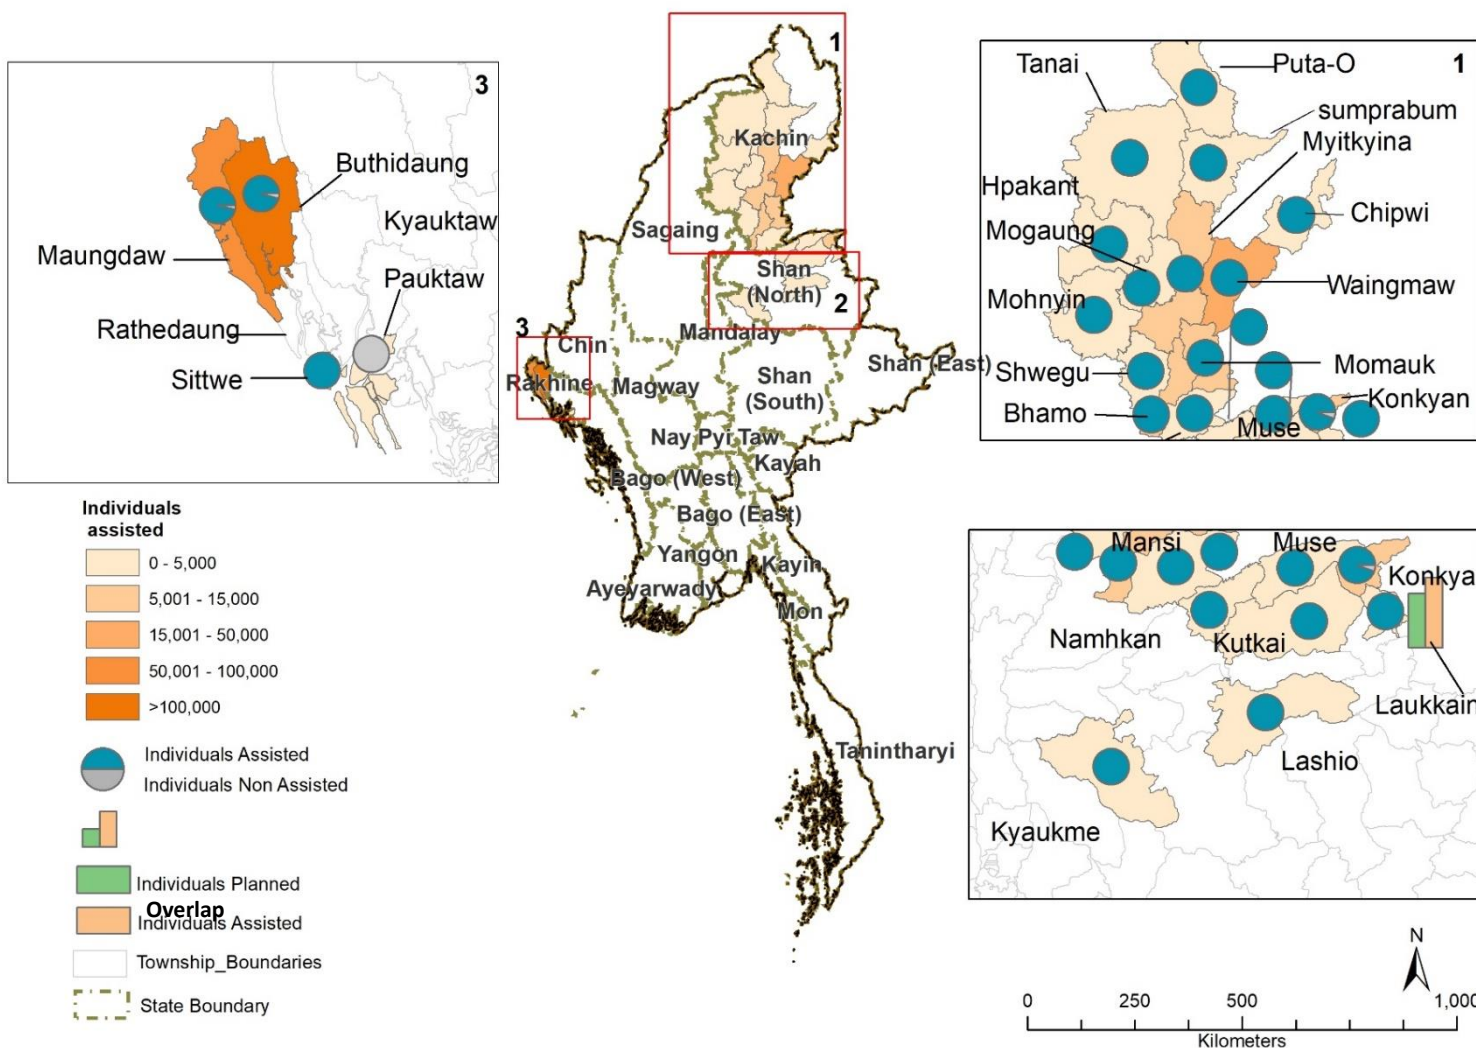 3
Buthidaung
Kyauktaw
Maungdaw
Pauktaw
Rathedaung
Sittwe
1
Kachin
Sagaing
Shan
(North)
2
3
Mandalay
Chin
Shan (East)
Rakhine
Magway
Shan
(South)
Nay Pyi Taw
Kayah
Bago (West)
Bago (East)
Yangon
Kayin
Ayeyarwady
Mon
Tanintharyi
Tanai
Puta-O
1
sumprabum
Myitkyina
Hpakant
Chipwi
Mogaung
Waingmaw
Mohnyin
Shwegu
Momauk
Konkyan
Bhamo
Muse
Mansi
Muse
Konkya
Namhkan
Kutkai
Laukkain
Lashio
Kyaukme
Individuals
assisted
0 - 5,000
5,001 - 15,000
15,001 - 50,000
50,001 - 100,000
>100,000
Individuals Assisted
Individuals Non Assisted
Individuals Planned
Overlap
Individuals Assisted
Township_Boundaries
State Boundary
N
0 250 500 1,000
Kilometers